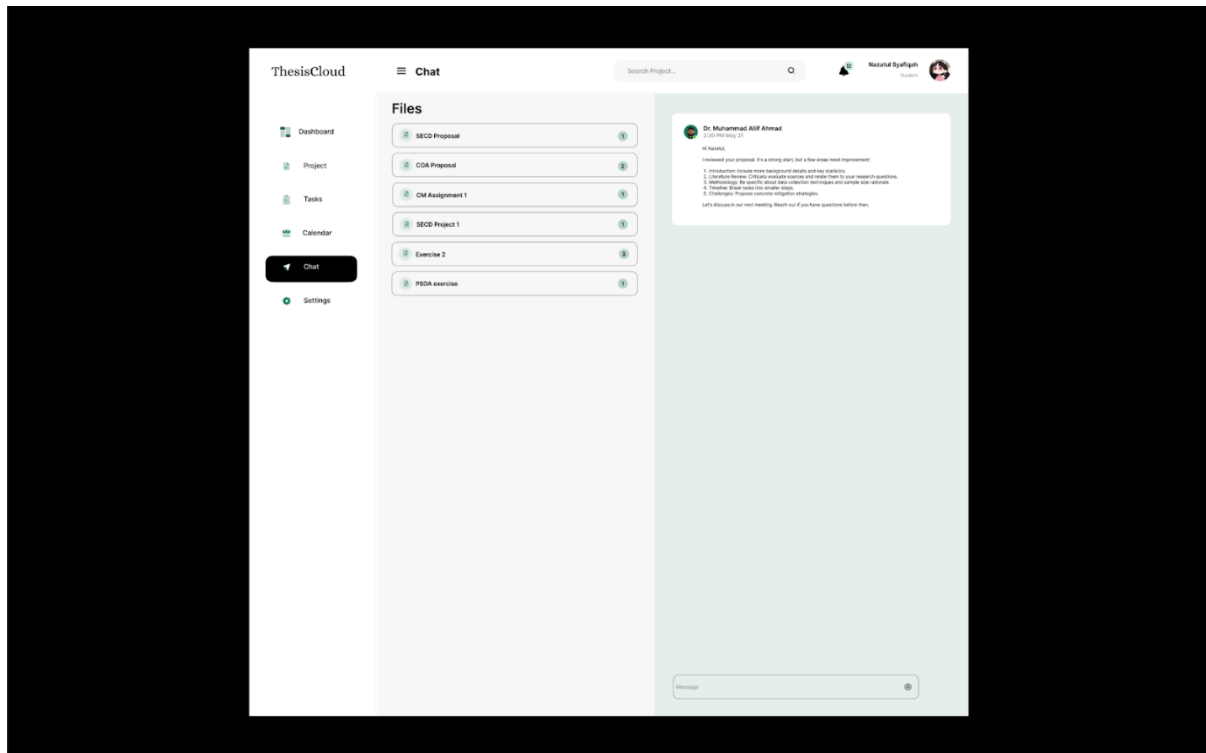 ThesisCloud
Chat
Search Project ..
12
Nazatul Syafiqah
Student
Dashboard
Project
Tasks
Calendar
Chat
Settings
Files
SECD Proposal
1
COA Proposal
2
CM Assignment 1
1
SECD Project 1
1
Exercise 2
3
PSDA exercise
1
Dr. Muhammad Aliif Ahmad
2:30 PM May 21
Hi Nazatul,
I reviewed your proposal. It's a strong start, but a few areas need improvement:
1. Introduction: Include more background details and key statistics.
2. Literature Review: Critically evaluate sources and relate them to your research questions.
3. Methodology: Be specific about data collection techniques and sample size rationale.
4. Timeline: Break tasks into smaller steps.
5. Challenges: Propose concrete mitigation strategies.
Let's discuss in our next meeting. Reach out if you have questions before then.
Message